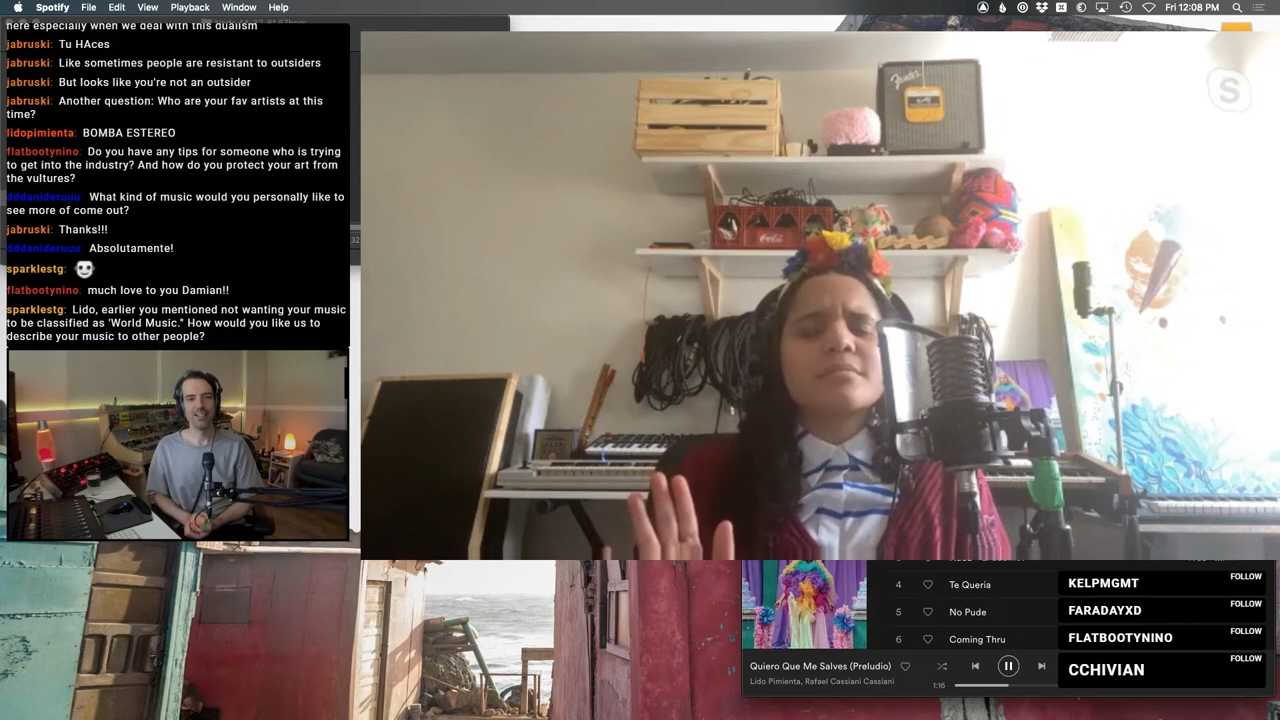 Spotify File Edit View Playback Window Help
Fri 12:08 PM
here especially when we deal with this dualism
jabruski: Tu HAces
jabruski: Like sometimes people are resistant to outsiders
jabruski: But looks like you're not an outsider
jabruski: Another question: Who are your fav artists at this
time?
lidopimienta: BOMBA ESTEREO
flatbootynino: Do you have any tips for someone who is trying
to get into the industry? And how do you protect your art from
the vultures?
dddanideruuu What kind of music would you personally like to
see more of come out?
jabruski: Thanks!!!
dddanideruuu Absolutamente!
sparklestg:
flatbootynino: much love to you Damian!!
sparklestg: Lido, earlier you mentioned not wanting your music
to be classified as 'World Music." How would you like us to
describe your music to other people?
Fender
Coca-Cola
S
4 Te Queria
5 No Pude
6 Coming Thru
Quiero Que Me Salves (Preludio)
Lido Pimienta, Rafael Cassiani Cassiani
1:16
KELPMGMT FOLLOW
FARADAYXD FOLLOW
FLATBOOTYNINO FOLLOW
CCHIVIAN FOLLOW